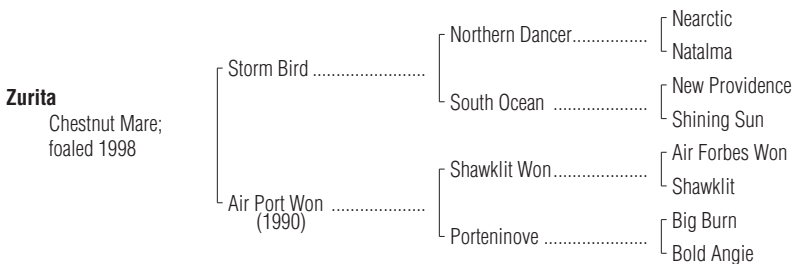 Zurita
Chestnut Mare;
foaled 1998
Storm Bird ........................
Air Port Won ....................
(1990)
Northern Dancer................
South Ocean ....................
Shawklit Won....................
Porteninove ......................
Nearctic
Natalma
New Providence
Shining Sun
Air Forbes Won
Shawklit
Big Burn
Bold Angie